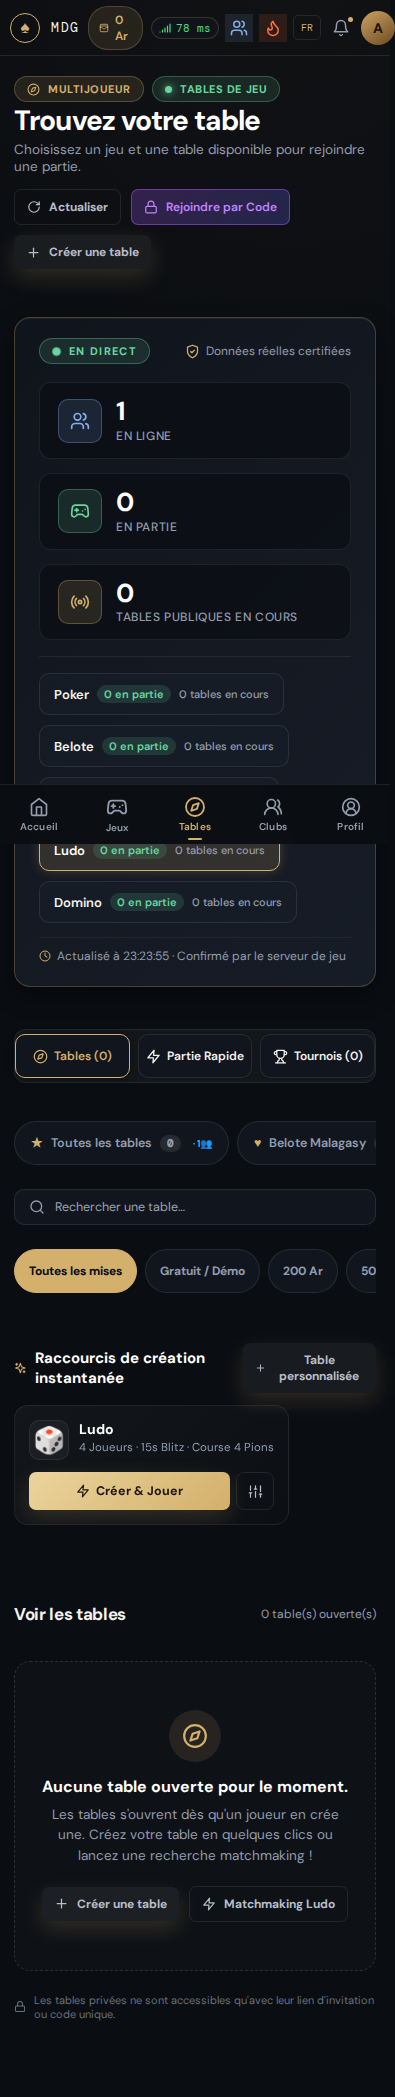 MDG
0
Ar
78 ms
FR
A
MULTIJOUEUR
TABLES DE JEU
Trouvez votre table
Choisissez un jeu et une table disponible pour rejoindre
une partie.
Actualiser
Rejoindre par Code
Créer une table
EN DIRECT
Données réelles certifiées
1
EN LIGNE
0
EN PARTIE
0
TABLES PUBLIQUES EN COURS
Poker 0 en partie 0 tables en cours
Belote 0 en partie 0 tables en cours
Accueil
Jeux
Tables
Clubs
Profil
Ludo 0 en partie 0 tables en cours
Domino 0 en partie 0 tables en cours
Actualisé à 23:23:55 · Confirmé par le serveur de jeu
Tables (0)
Partie Rapide
Tournois (0)
Toutes les tables 0 · 1
Belote Malagasy
Rechercher une table...
Toutes les mises
Gratuit / Démo
200 Ar
50
Raccourcis de création
instantanée
Table
personnalisée
Ludo
4 Joueurs · 15s Blitz · Course 4 Pions
Créer & Jouer
Voir les tables
0 table(s) ouverte(s)
Aucune table ouverte pour le moment.
Les tables s'ouvrent dès qu'un joueur en crée
une. Créez votre table en quelques clics ou
lancez une recherche matchmaking !
Créer une table
Matchmaking Ludo
Les tables privées ne sont accessibles qu'avec leur lien d'invitation
ou code unique.